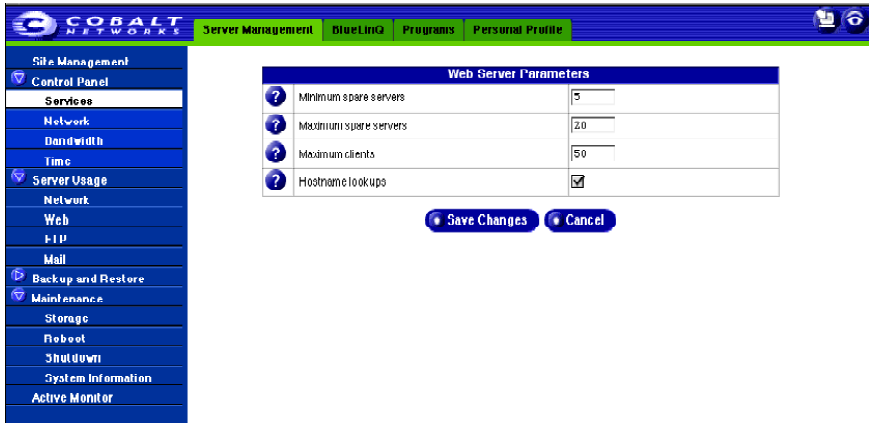 COBALT
NETWORKS
Server Management BlueLinQ Programs Personal Profile
Site Management
Control Panel
Services
Network
Bandwidth
Time
Server Usage
Network
Web
FTP
Mail
Backup and Restore
Maintenance
Storage
Reboot
Shutdown
System Information
Active Monitor
Web Server Parameters
? Minimum spare servers 5
? Maximum spare servers 20
? Maximum clients 50
? Hostname lookups
Save Changes Cancel